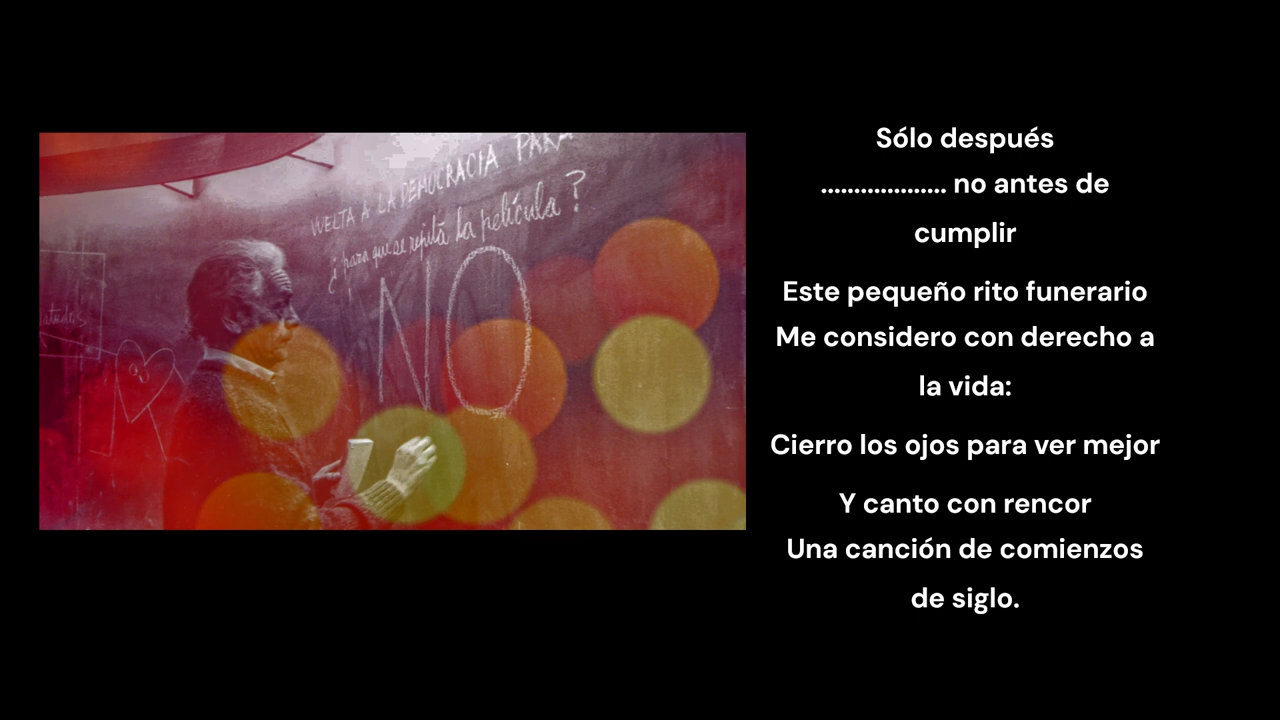 VUELTA A LA DEMOCRACIA PARA
¿ para que se repita la película ?
NO
Sólo después
................... no antes de
cumplir
Este pequeño rito funerario
Me considero con derecho a
la vida:
Cierro los ojos para ver mejor
Y canto con rencor
Una canción de comienzos
de siglo.